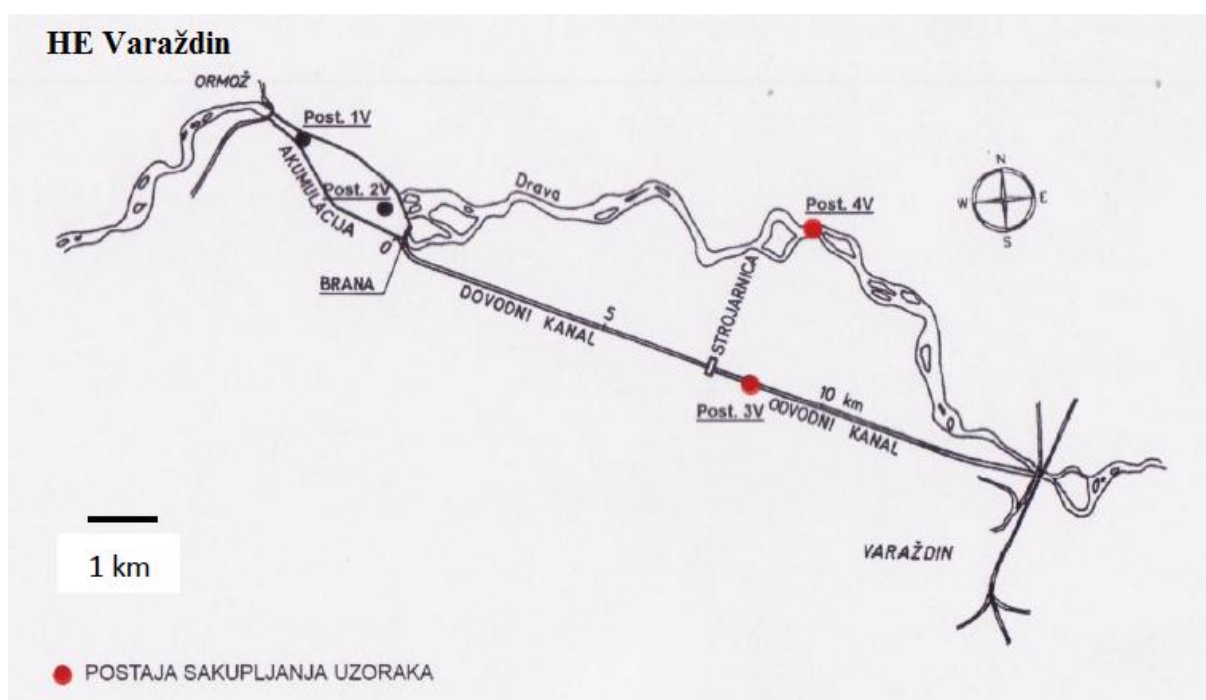 HE Varaždin
ORMOŽ
Post. 1V
AKUMULACIJA
Post. 2V
Drava
Post. 4V
N
W E
S
0
BRANA
DOVODNI KANAL
5
STROJARNICA
10 km
Post. 3V
ODVODNI KANAL
1 km
VARAŽDIN
POSTAJA SAKUPLJANJA UZORAKA